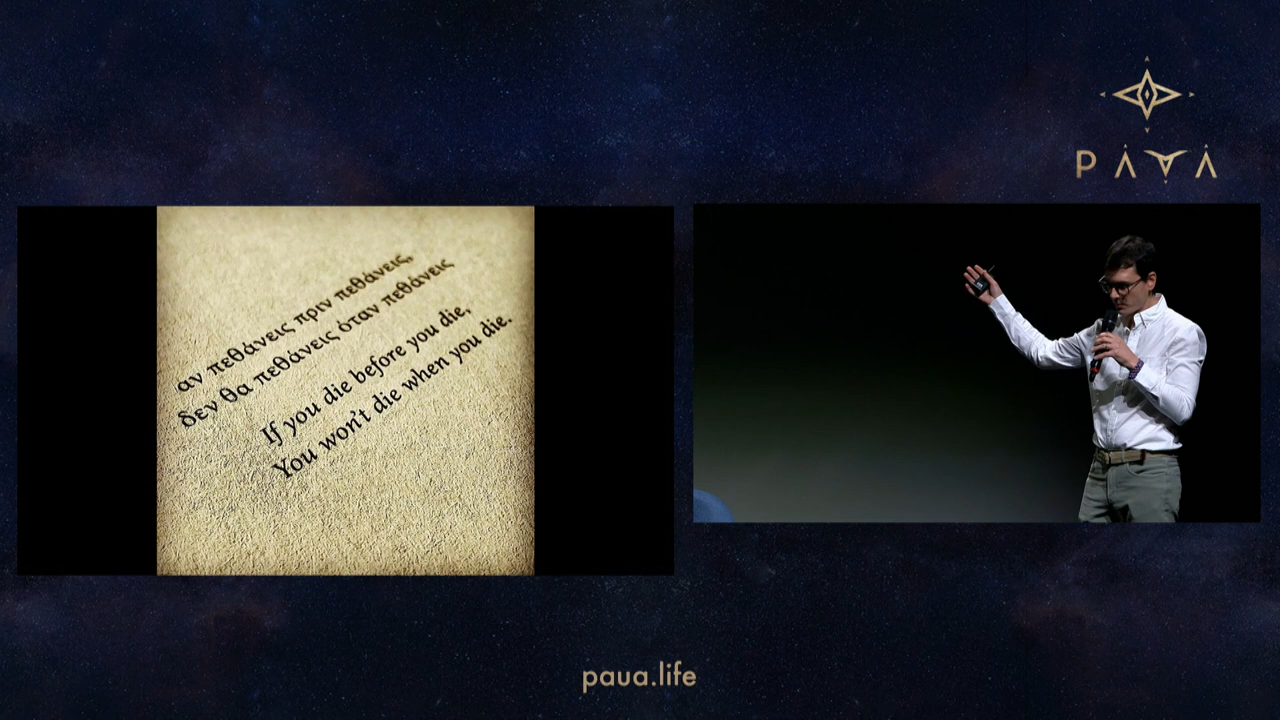 PAUA
αν πεθάνεις πριν πεθάνεις,
δεν θα πεθάνεις όταν πεθάνεις
If you die before you die,
You won't die when you die.
paua.life